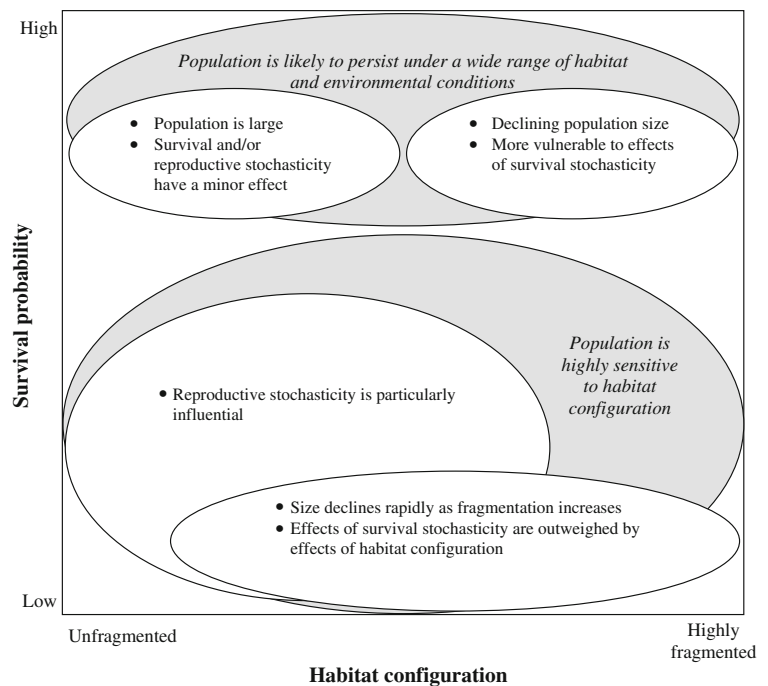 High
Population is likely to persist under a wide range of habitat
and environmental conditions
• Population is large
• Survival and/or
reproductive stochasticity
have a minor effect
• Declining population size
• More vulnerable to effects
of survival stochasticity
Survival probability
Population is
highly sensitive
to habitat
configuration
• Reproductive stochasticity is particularly
influential
• Size declines rapidly as fragmentation increases
• Effects of survival stochasticity are outweighed by
effects of habitat configuration
Low
Unfragmented
Highly
fragmented
Habitat configuration